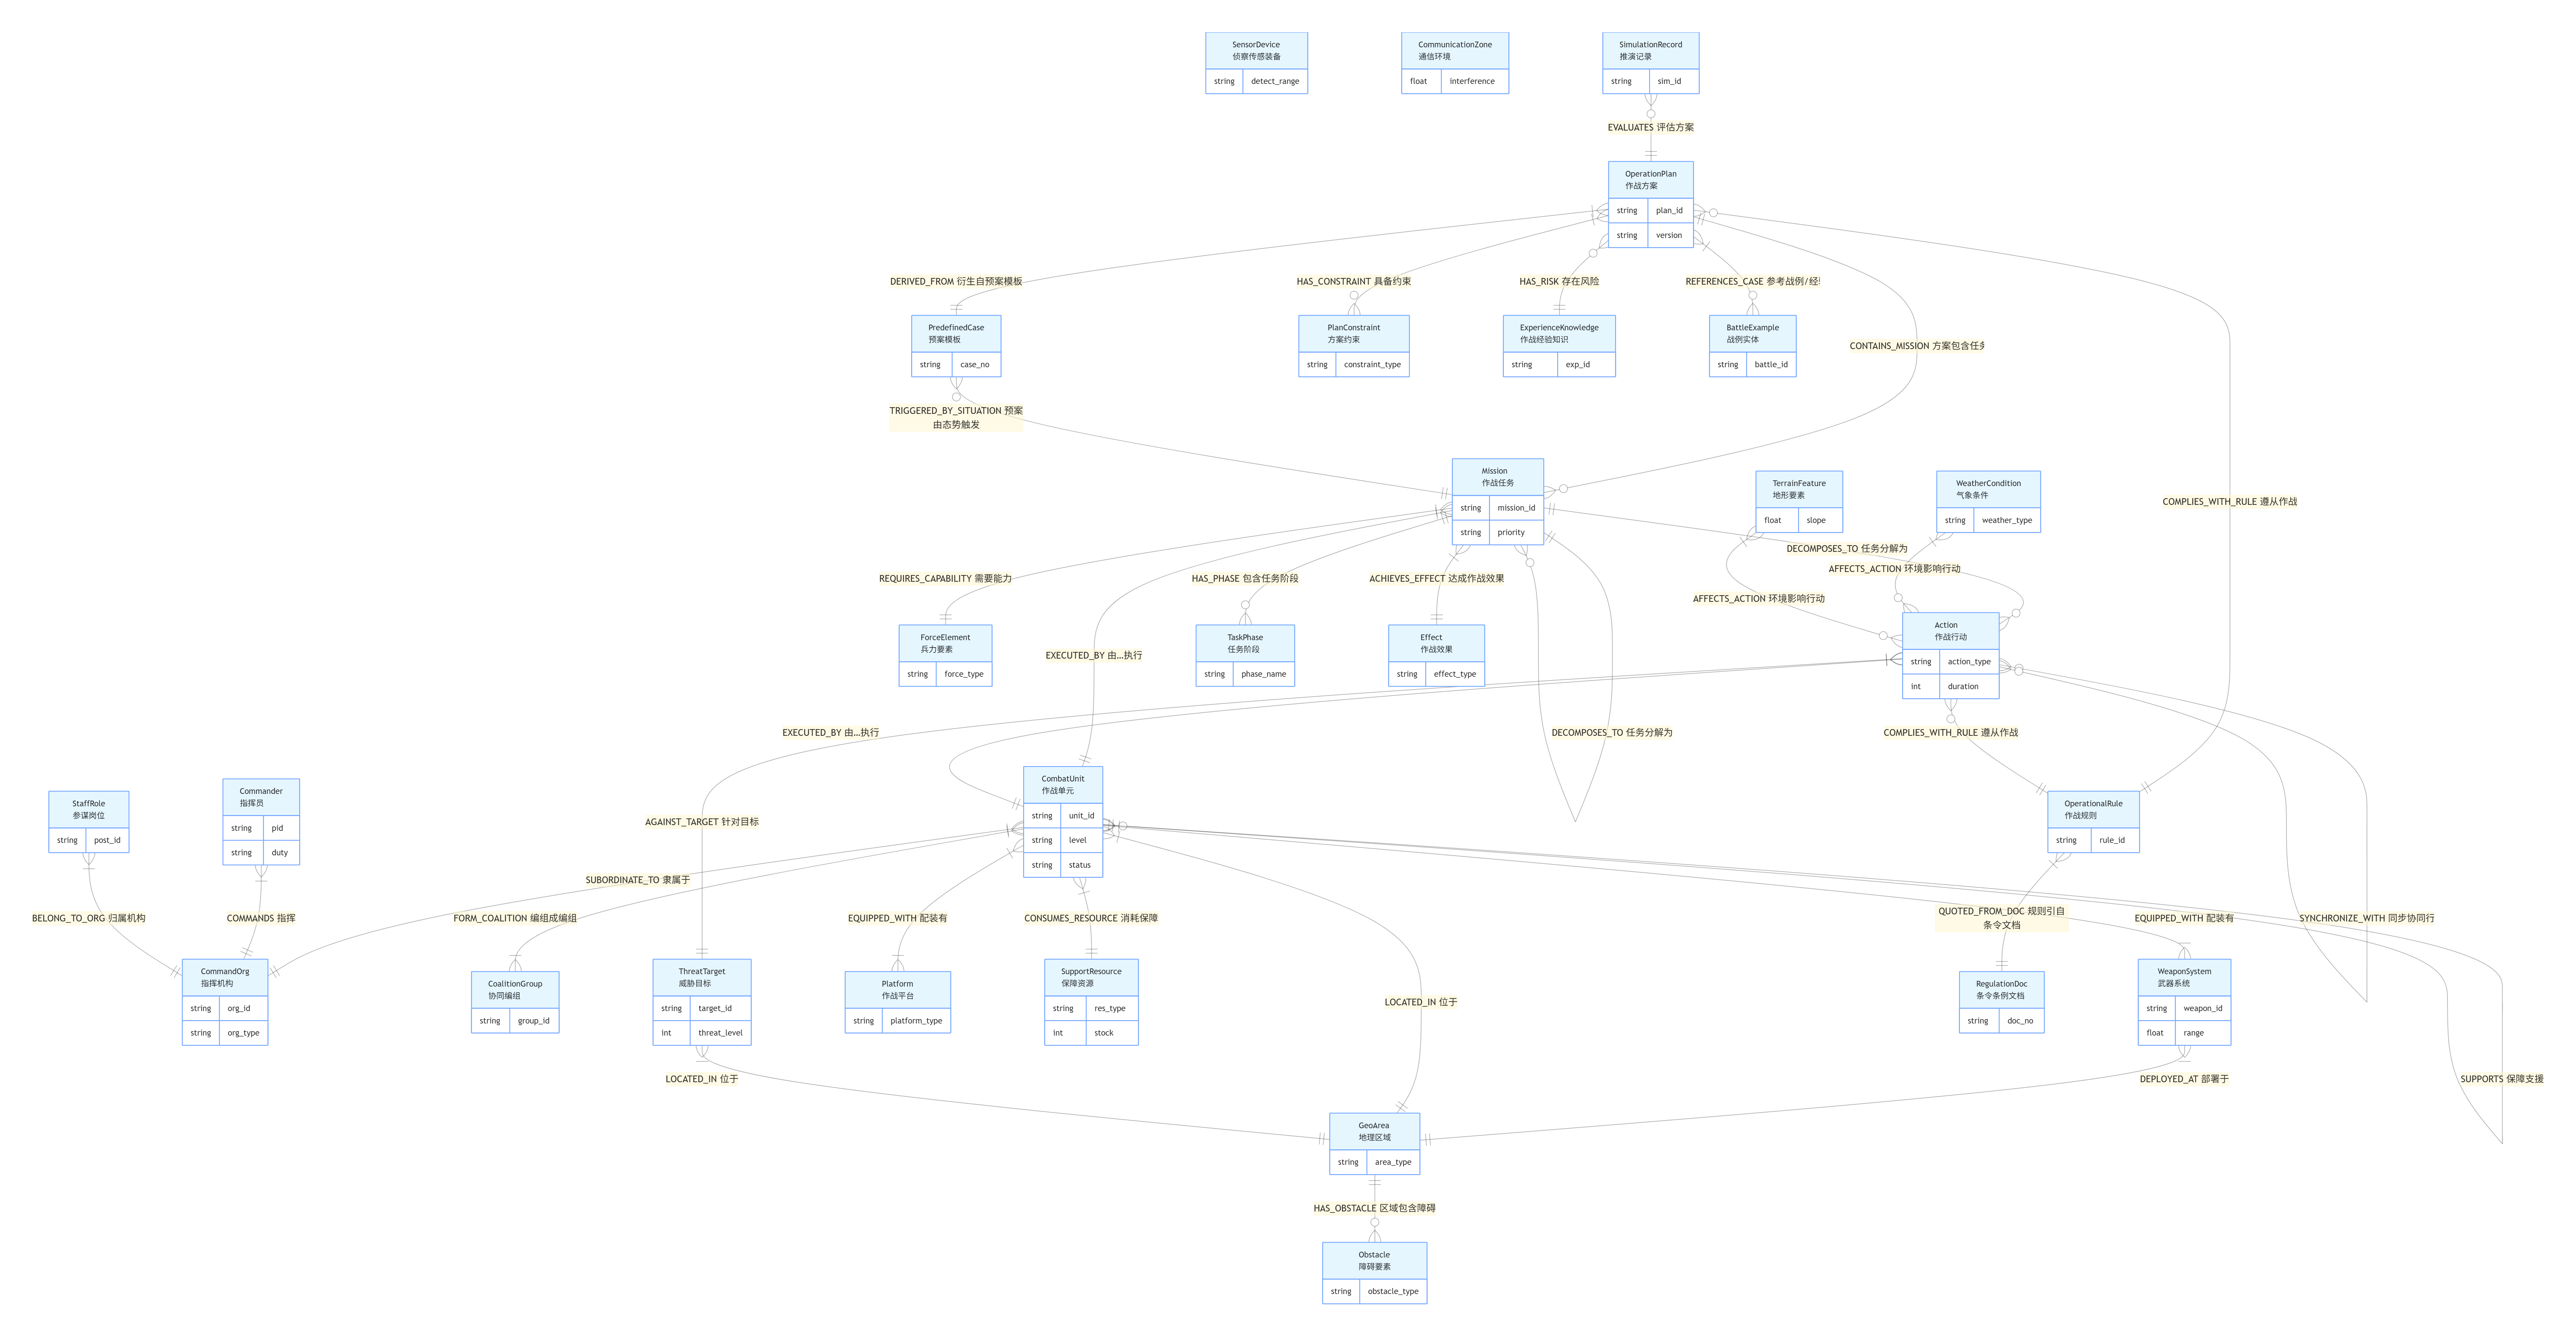 SensorDevice
侦察传感装备
string detect_range
CommunicationZone
通信环境
float interference
SimulationRecord
推演记录
string sim_id
EVALUATES 评估方案
OperationPlan
作战方案
string plan_id
string version
DERIVED_FROM 衍生自预案模板
HAS_CONSTRAINT 具备约束
HAS_RISK 存在风险
REFERENCES_CASE 参考战例/经
PredefinedCase
预案模板
string case_no
PlanConstraint
方案约束
string constraint_type
ExperienceKnowledge
作战经验知识
string exp_id
BattleExample
战例实体
string battle_id
CONTAINS_MISSION 方案包含任务
TRIGGERED_BY_SITUATION 预案
由态势触发
Mission
作战任务
string mission_id
string priority
TerrainFeature
地形要素
float slope
WeatherCondition
气象条件
string weather_type
COMPLIES_WITH_RULE 遵从作战
DECOMPOSES_TO 任务分解为
AFFECTS_ACTION 环境影响行动
AFFECTS_ACTION 环境影响行动
REQUIRES_CAPABILITY 需要能力
HAS_PHASE 包含任务阶段
ACHIEVES_EFFECT 达成作战效果
ForceElement
兵力要素
string force_type
EXECUTED_BY 由…执行
TaskPhase
任务阶段
string phase_name
Effect
作战效果
string effect_type
Action
作战行动
string action_type
int duration
EXECUTED_BY 由…执行
DECOMPOSES_TO 任务分解为
COMPLIES_WITH_RULE 遵从作战
StaffRole
参谋岗位
string post_id
Commander
指挥员
string pid
string duty
AGAINST_TARGET 针对目标
CombatUnit
作战单元
string unit_id
string level
string status
OperationalRule
作战规则
string rule_id
SUBORDINATE_TO 隶属于
BELONG_TO_ORG 归属机构
COMMANDS 指挥
FORM_COALITION 编组成编组
EQUIPPED_WITH 配装有
CONSUMES_RESOURCE 消耗保障
QUOTED_FROM_DOC 规则引自
条令文档
EQUIPPED_WITH 配装有
SYNCHRONIZE_WITH 同步协同行
CommandOrg
指挥机构
string org_id
string org_type
CoalitionGroup
协同编组
string group_id
ThreatTarget
威胁目标
string target_id
int threat_level
Platform
作战平台
string platform_type
SupportResource
保障资源
string res_type
int stock
LOCATED_IN 位于
RegulationDoc
条令条例文档
string doc_no
WeaponSystem
武器系统
string weapon_id
float range
LOCATED_IN 位于
DEPLOYED_AT 部署于
SUPPORTS 保障支援
GeoArea
地理区域
string area_type
HAS_OBSTACLE 区域包含障碍
Obstacle
障碍要素
string obstacle_type